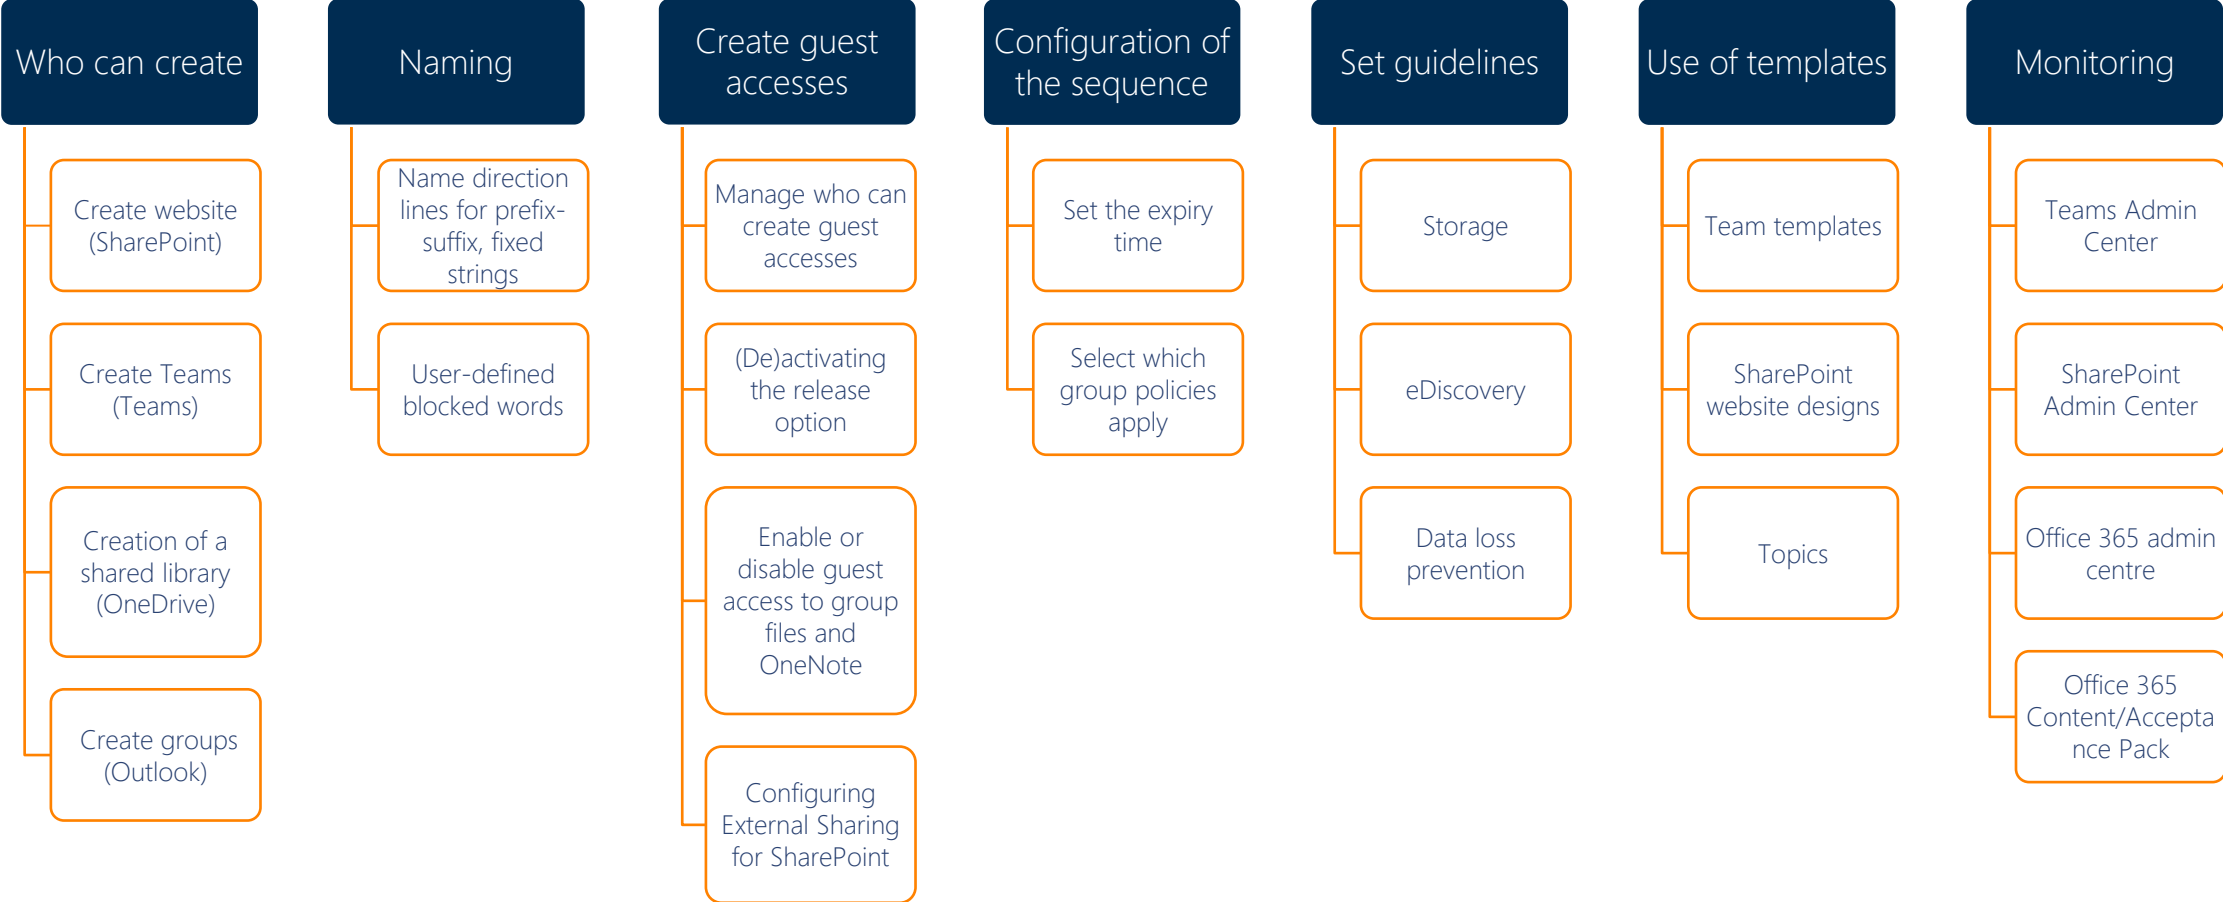 Who can create
Create website
(SharePoint)
Create Teams
(Teams)
Creation of a
shared library
(OneDrive)
Create groups
(Outlook)
Naming
Name direction
lines for prefix-
suffix, fixed
strings
User-defined
blocked words
Create guest
accesses
Manage who can
create guest
accesses
(De)activating
the release
option
Enable or
disable guest
access to group
files and
OneNote
Configuring
External Sharing
for SharePoint
Configuration of
the sequence
Set the expiry
time
Select which
group policies
apply
Set guidelines
Storage
eDiscovery
Data loss
prevention
Use of templates
Team templates
SharePoint
website designs
Topics
Monitoring
Teams Admin
Center
SharePoint
Admin Center
Office 365 admin
centre
Office 365
Content/Accepta
nce Pack